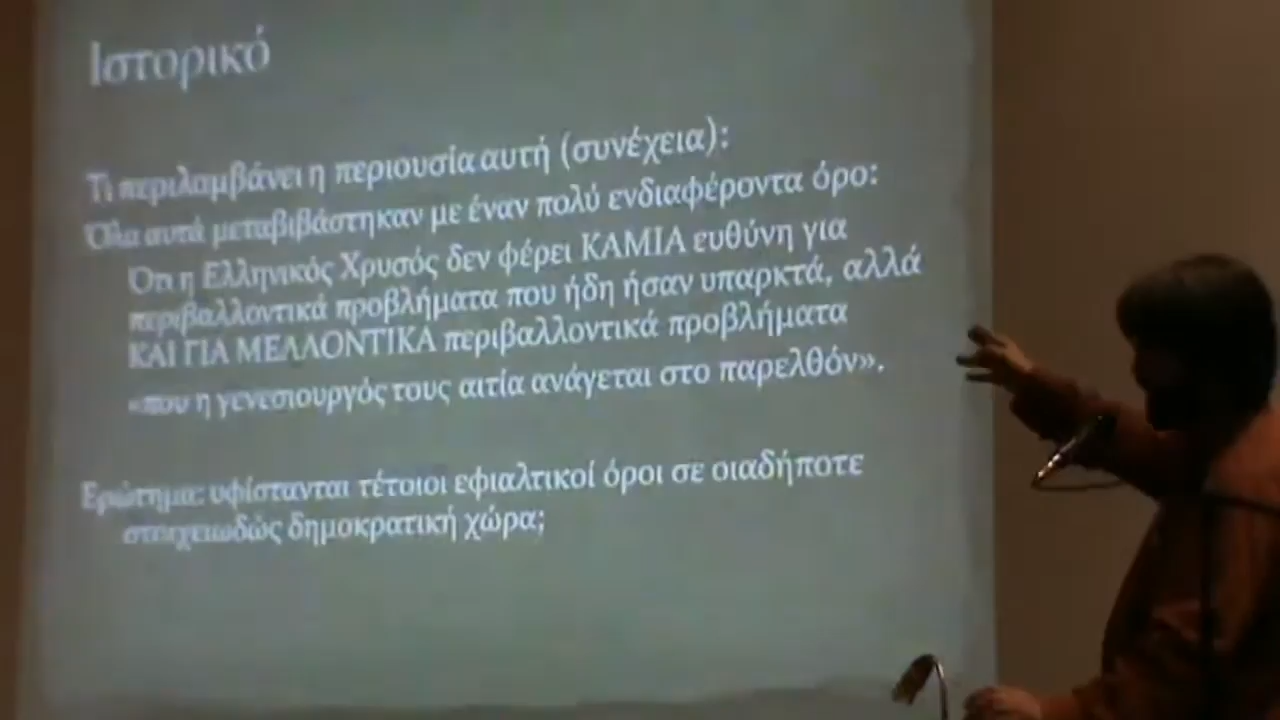 Ιστορικό
Τι περιλαμβάνει η περιουσία αυτή (συνέχεια):
Όλα αυτά μεταβιβάστηκαν με έναν πολύ ενδιαφέροντα όρο:
Ότι η Ελληνικός Χρυσός δεν φέρει ΚΑΜΙΑ ευθύνη για
περιβαλλοντικά προβλήματα που ήδη ήσαν υπαρκτά, αλλά
ΚΑΙ ΓΙΑ ΜΕΛΛΟΝΤΙΚΑ περιβαλλοντικά προβλήματα
«που η γενεσιουργός τους αιτία ανάγεται στο παρελθόν».
Ερώτημα: υφίστανται τέτοιοι εφιαλτικοί όροι σε οιαδήποτε
στοιχειωδώς δημοκρατική χώρα;